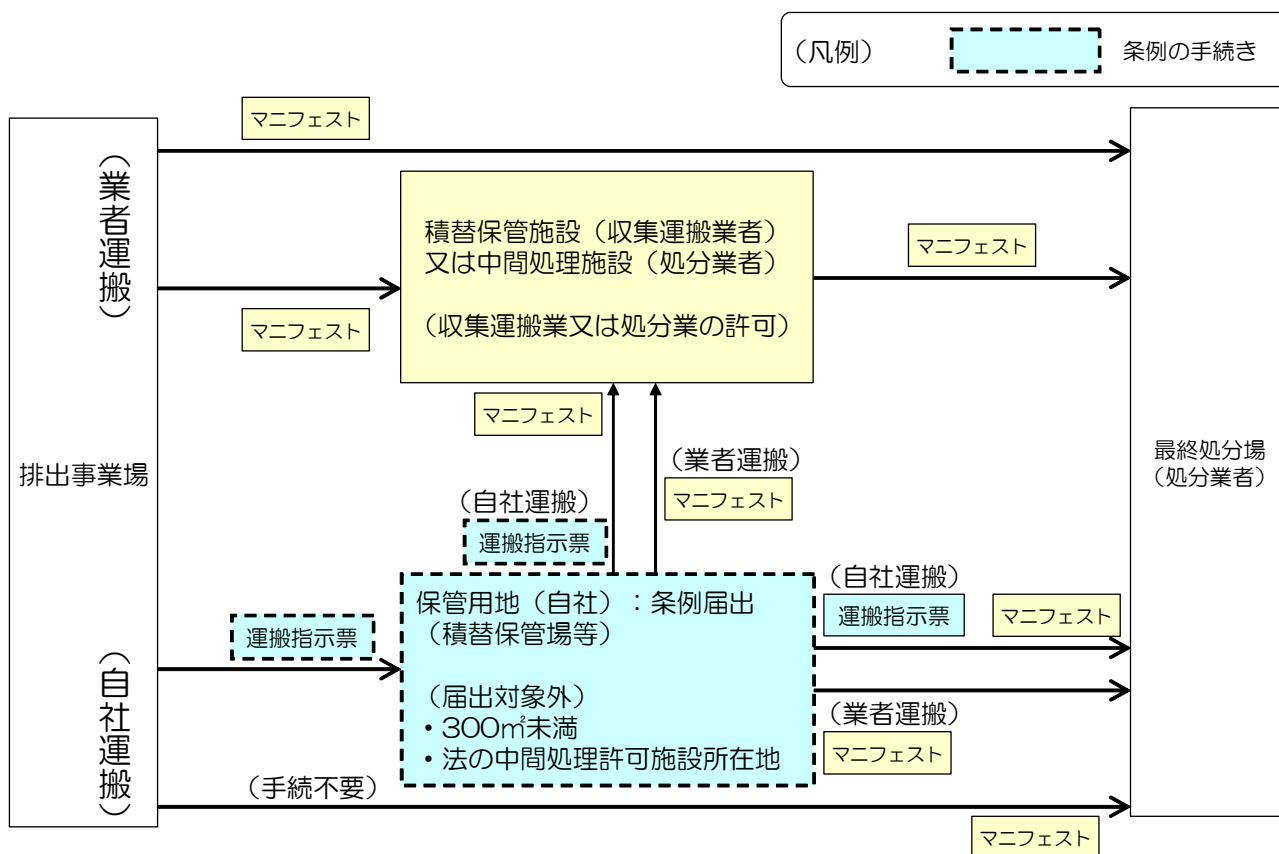 （凡例）
条例の手続き
マニフェスト
（業者運搬）
積替保管施設（収集運搬業者）
又は中間処理施設（処分業者）
（収集運搬業又は処分業の許可）
マニフェスト
マニフェスト
マニフェスト
（業者運搬）
マニフェスト
排出事業場
最終処分場
（処分業者）
（自社運搬）
運搬指示票
保管用地（自社）：条例届出
（積替保管場等）
（届出対象外）
・300㎡未満
・法の中間処理許可施設所在地
（自社運搬）
運搬指示票
マニフェスト
運搬指示票
（自社運搬）
（業者運搬）
マニフェスト
（手続不要）
マニフェスト